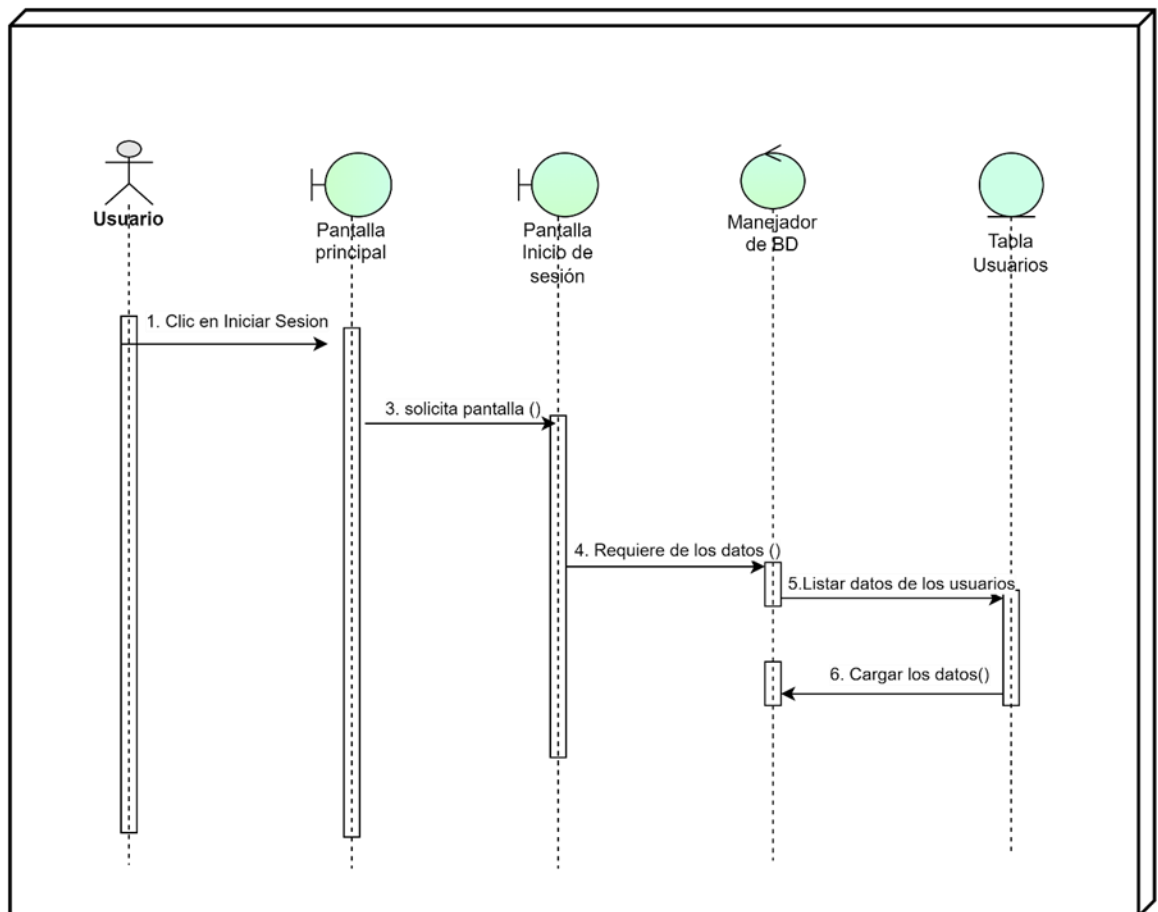 Usuario
Pantalla
principal
Pantalla
Inicio de
sesión
Manejador
de BD
Tabla
Usuarios
1. Clic en Iniciar Sesion
3. solicita pantalla ()
4. Requiere de los datos ()
5.Listar datos de los usuarios
6. Cargar los datos()